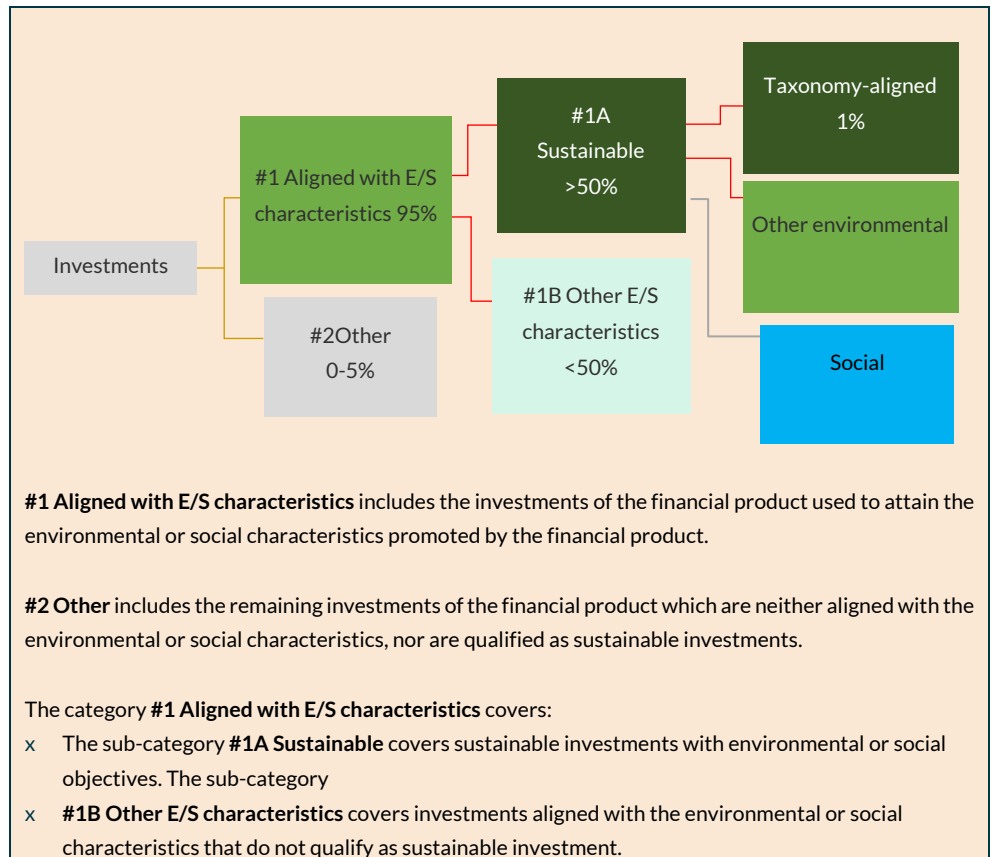 Investments
#1 Aligned with E/S
characteristics 95%
#2Other
0-5%
#1A
Sustainable
>50%
#1B Other E/S
characteristics
<50%
Taxonomy-aligned
1%
Other environmental
Social
#1 Aligned with E/S characteristics includes the investments of the financial product used to attain the
environmental or social characteristics promoted by the financial product.
#2 Other includes the remaining investments of the financial product which are neither aligned with the
environmental or social characteristics, nor are qualified as sustainable investments.
The category #1 Aligned with E/S characteristics covers:
x The sub-category #1A Sustainable covers sustainable investments with environmental or social
objectives. The sub-category
x #1B Other E/S characteristics covers investments aligned with the environmental or social
characteristics that do not qualify as sustainable investment.